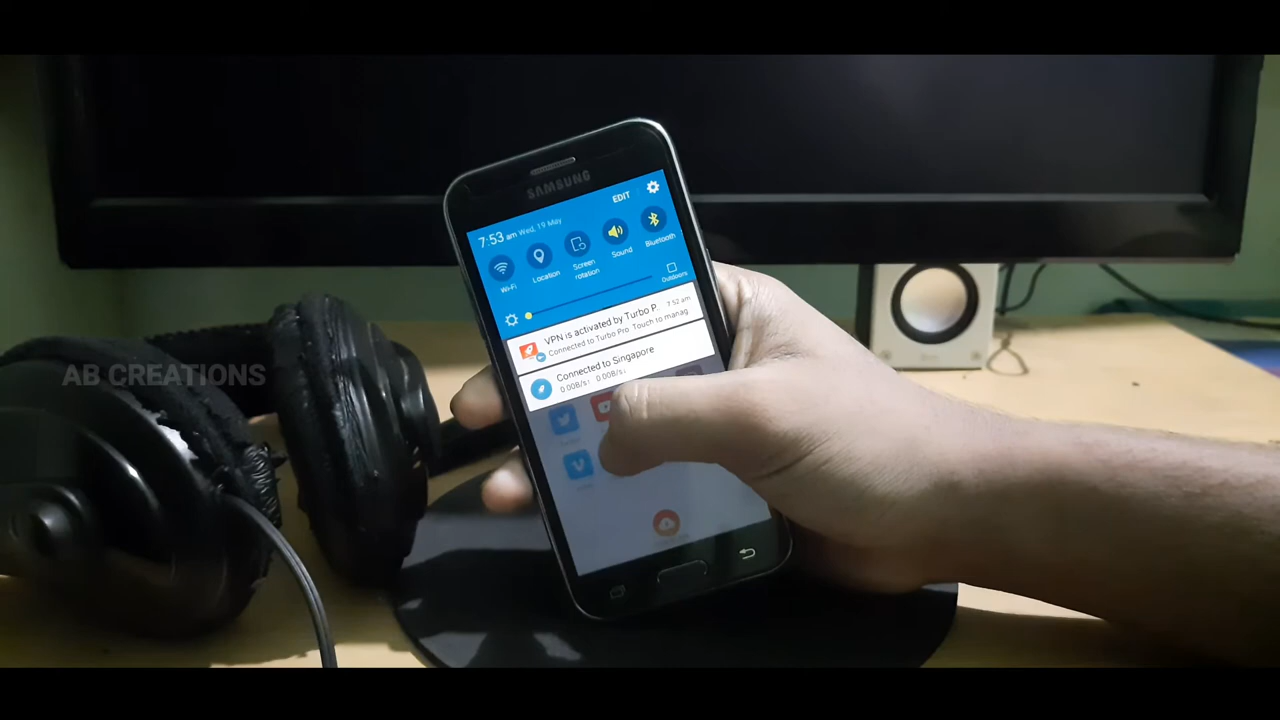 SAMSUNG
EDIT
7:53 am Wed, 19 May
Wi-Fi
Location
Screen rotation
Sound
Bluetooth
Outdoors
VPN is activated by Turbo P.. 7:52 am
Connected to Turbo Pro. Touch to manag
Connected to Singapore
0.00B/s↑ 0.00B/s↓
AB CREATIONS